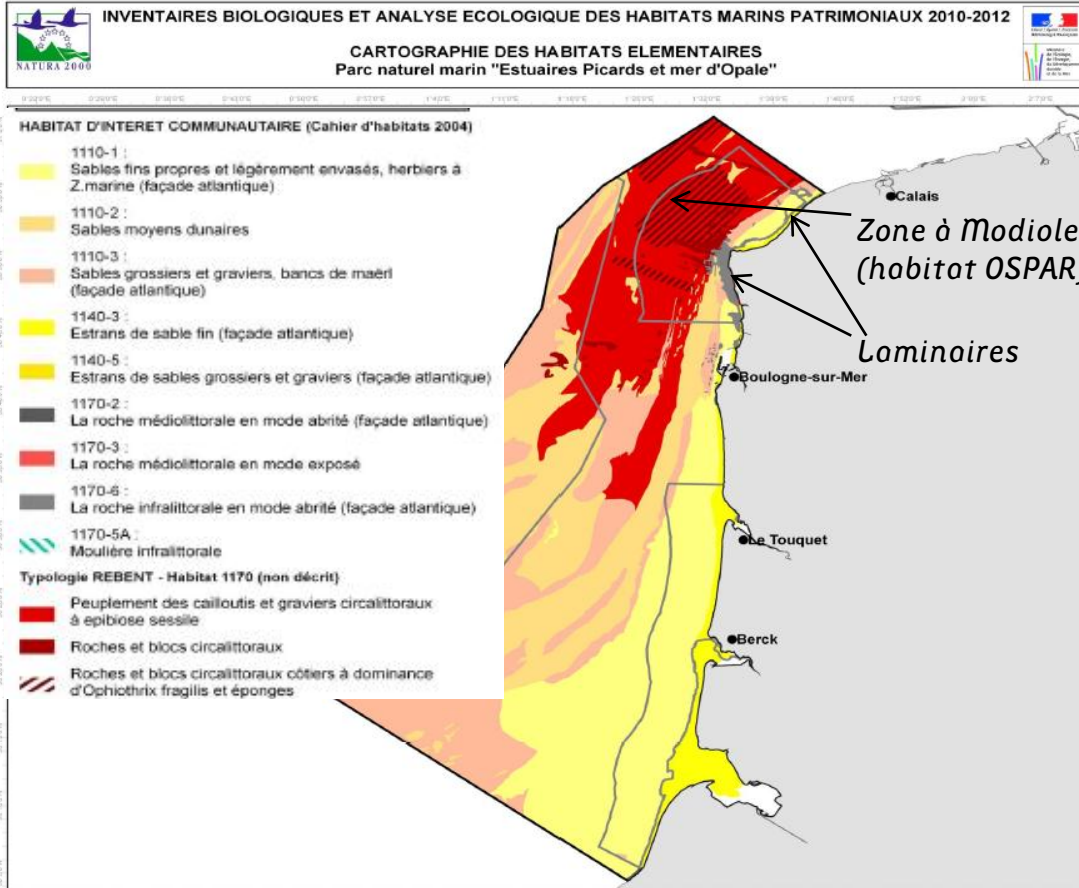 INVENTAIRES BIOLOGIQUES ET ANALYSE ECOLOGIQUE DES HABITATS MARINS PATRIMONIAUX 2010-2012
CARTOGRAPHIE DES HABITATS ELEMENTAIRES
Parc naturel marin "Estuaires Picards et mer d'Opale"
NATURA 2000
HABITAT D'INTERET COMMUNAUTAIRE (Cahier d'habitats 2004)
1110-1 :
Sables fins propres et légèrement envasés, herbiers à
Z.marine (façade atlantique)
1110-2 :
Sables moyens dunaires
1110-3 :
Sables grossiers et graviers, bancs de maërl
(façade atlantique)
1140-3 :
Estrans de sable fin (façade atlantique)
1140-5 :
Estrans de sables grossiers et graviers (façade atlantique)
1170-2 :
La roche médiolittorale en mode abrité (façade atlantique)
1170-3 :
La roche médiolittorale en mode exposé
1170-6 :
La roche infralittorale en mode abrité (façade atlantique)
1170-5A :
Moulière infralittorale
Typologie REBENT - Habitat 1170 (non décrit)
Peuplement des cailloutis et graviers circalittoraux
à epibiose sessile
Roches et blocs circalittoraux
Roches et blocs circalittoraux côtiers à dominance
d'Ophiothrix fragilis et éponges
Calais
Zone à Modiole
(habitat OSPAR)
Laminaires
Boulogne-sur-Mer
Le Touquet
Berck